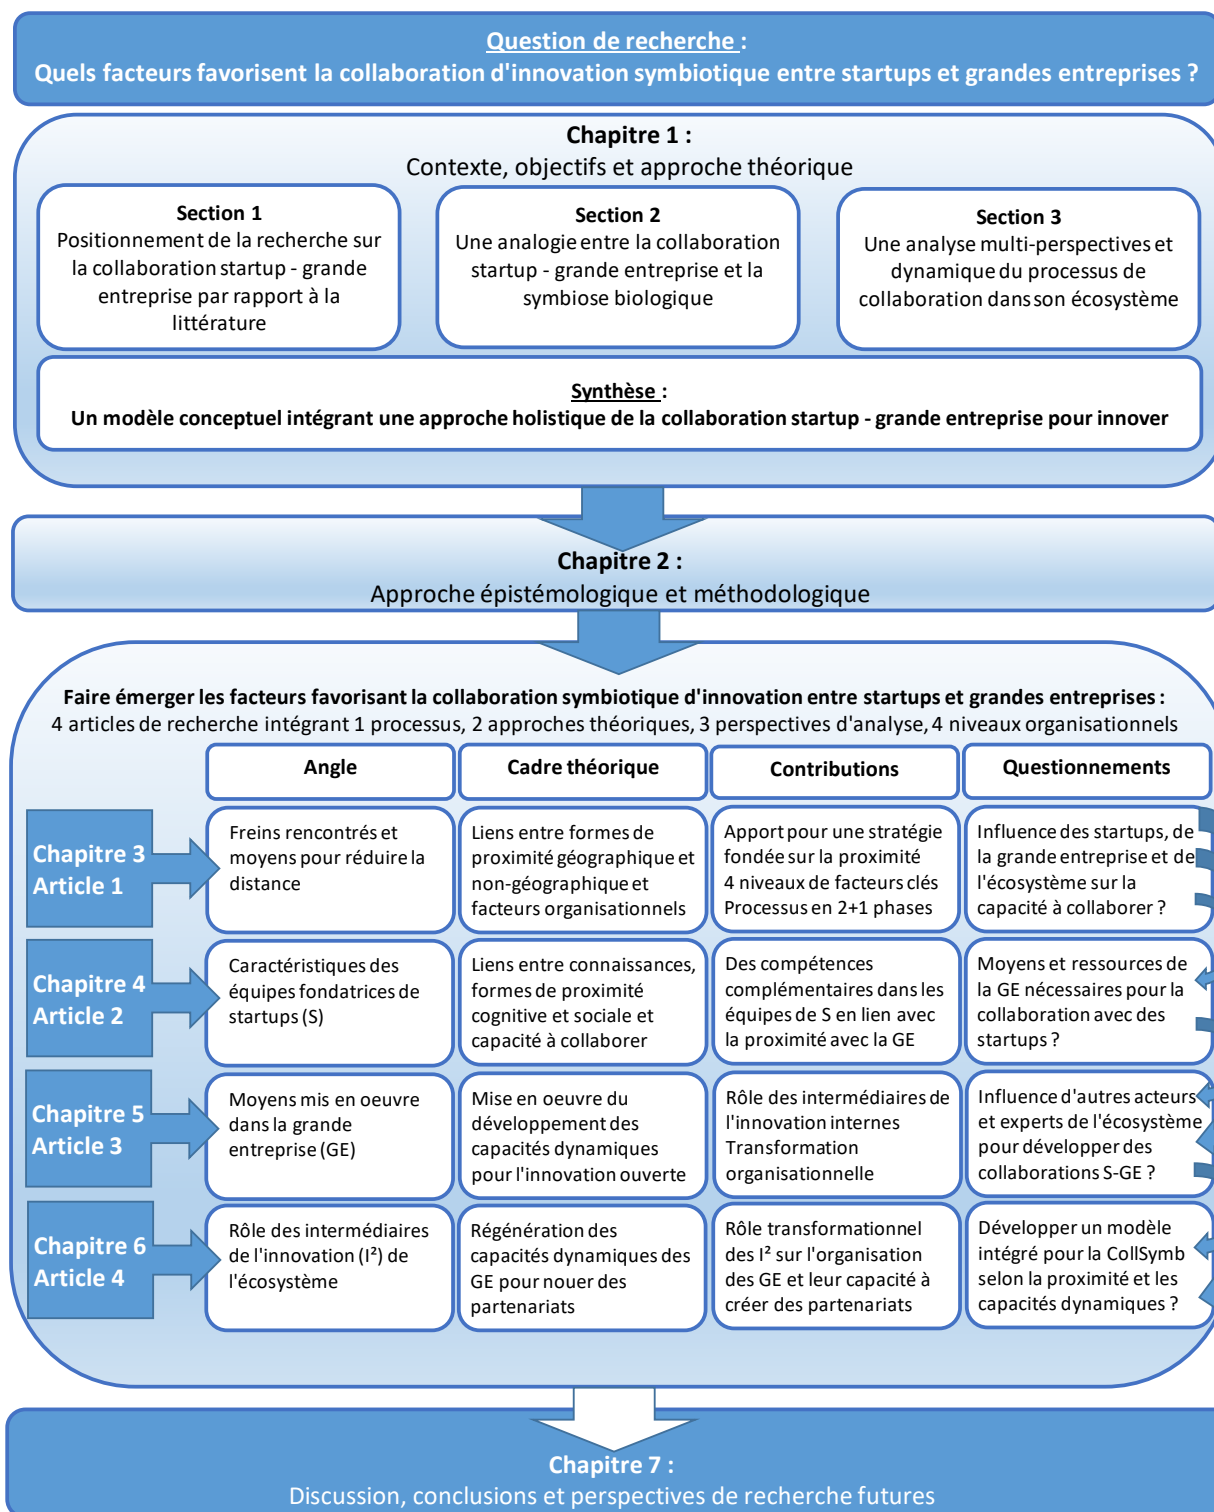 Question de recherche :
Quels facteurs favorisent la collaboration d'innovation symbiotique entre startups et grandes entreprises ?
Chapitre 1 :
Contexte, objectifs et approche théorique
Section 1
Positionnement de la recherche sur
la collaboration startup - grande
entreprise par rapport à la
littérature
Section 2
Une analogie entre la collaboration
startup - grande entreprise et la
symbiose biologique
Section 3
Une analyse multi-perspectives et
dynamique du processus de
collaboration dans son écosystème
Synthèse :
Un modèle conceptuel intégrant une approche holistique de la collaboration startup - grande entreprise pour innover
Chapitre 2 :
Approche épistémologique et méthodologique
Faire émerger les facteurs favorisant la collaboration symbiotique d'innovation entre startups et grandes entreprises :
4 articles de recherche intégrant 1 processus, 2 approches théoriques, 3 perspectives d'analyse, 4 niveaux organisationnels
Angle
Cadre théorique
Contributions
Questionnements
Chapitre 3
Article 1
Freins rencontrés et
moyens pour réduire la
distance
Liens entre formes de
proximité géographique et
non-géographique et
facteurs organisationnels
Apport pour une stratégie
fondée sur la proximité
4 niveaux de facteurs clés
Processus en 2+1 phases
Influence des startups, de
la grande entreprise et de
l'écosystème sur la
capacité à collaborer ?
Chapitre 4
Article 2
Caractéristiques des
équipes fondatrices de
startups (S)
Liens entre connaissances,
formes de proximité
cognitive et sociale et
capacité à collaborer
Des compétences
complémentaires dans les
équipes de S en lien avec
la proximité avec la GE
Moyens et ressources de
la GE nécessaires pour la
collaboration avec des
startups ?
Chapitre 5
Article 3
Moyens mis en oeuvre
dans la grande
entreprise (GE)
Mise en oeuvre du
développement des
capacités dynamiques
pour l'innovation ouverte
Rôle des intermédiaires de
l'innovation internes
Transformation
organisationnelle
Influence d'autres acteurs
et experts de l'écosystème
pour développer des
collaborations S-GE ?
Chapitre 6
Article 4
Rôle des intermédiaires
de l'innovation (I²) de
l'écosystème
Régénération des
capacités dynamiques des
GE pour nouer des
partenariats
Rôle transformationnel
des I² sur l'organisation
des GE et leur capacité à
créer des partenariats
Développer un modèle
intégré pour la CollSymb
selon la proximité et les
capacités dynamiques ?
Chapitre 7 :
Discussion, conclusions et perspectives de recherche futures